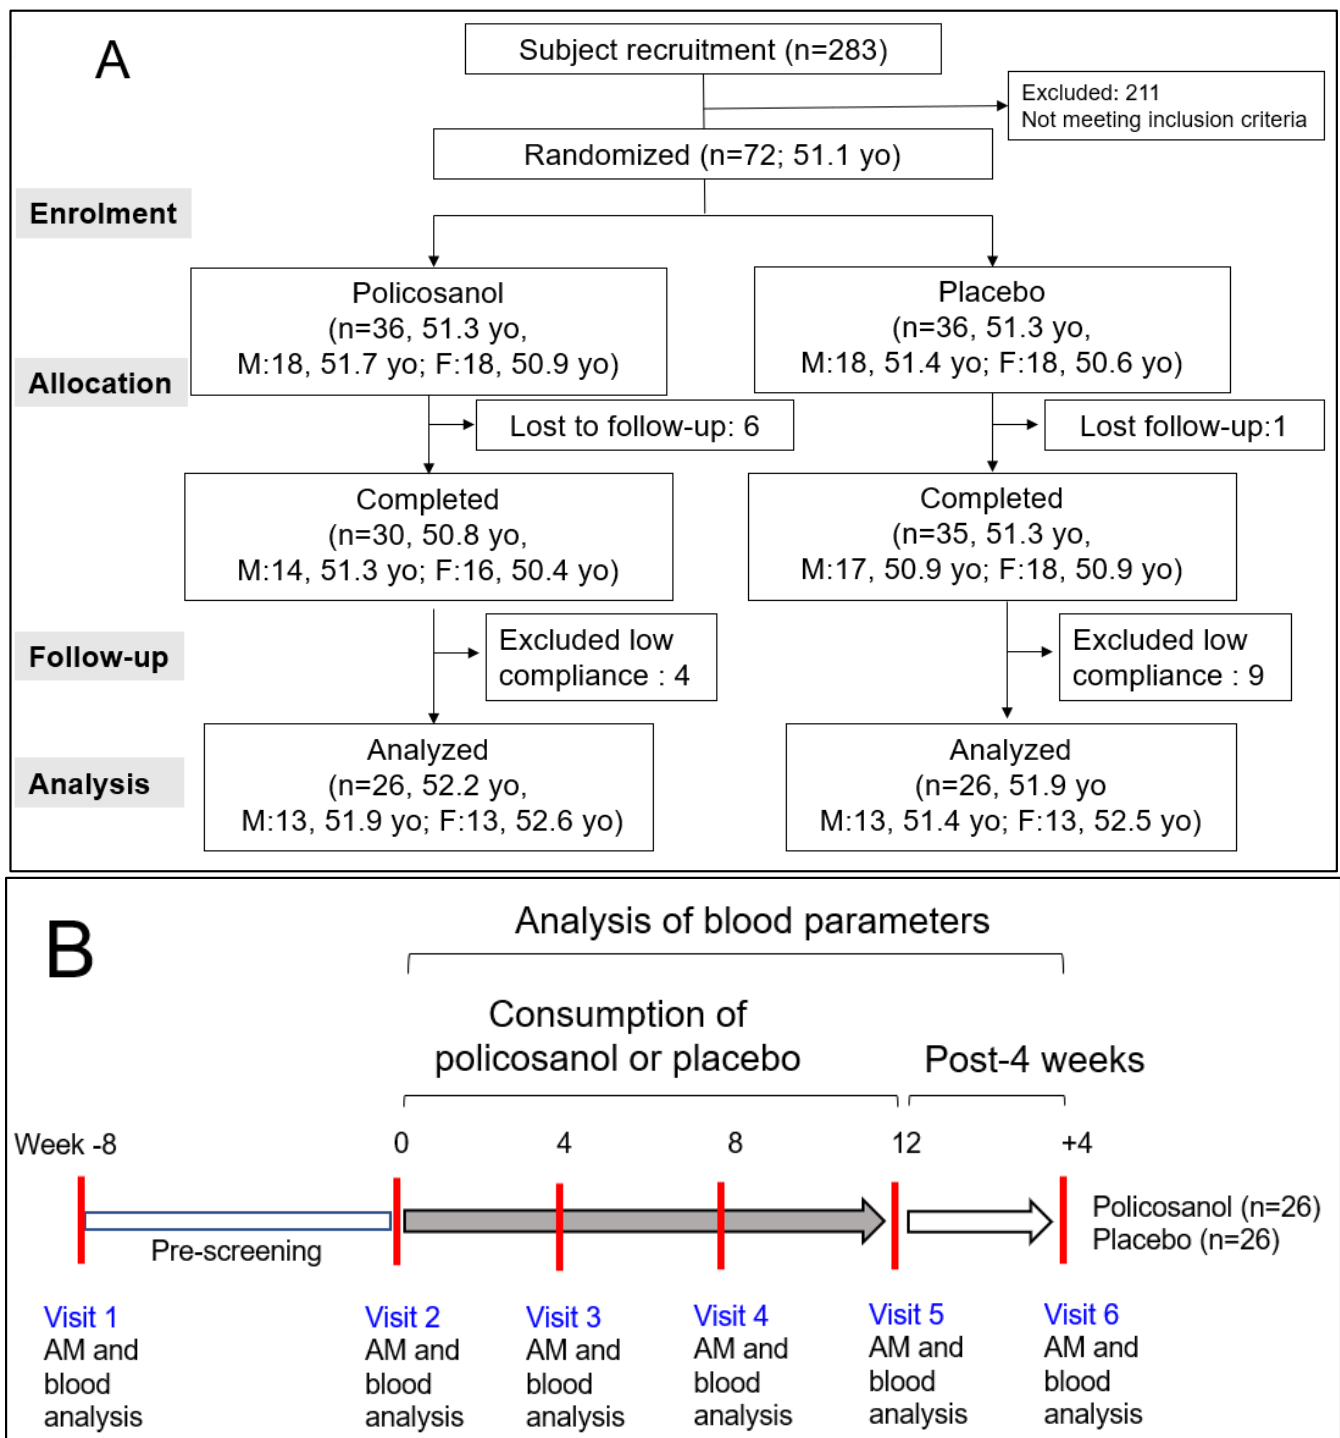 A
Subject recruitment (n=283)
Excluded: 211
Not meeting inclusion criteria
Randomized (n=72; 51.1 yo)
Enrolment
Policosanol
(n=36, 51.3 yo,
M:18, 51.7 yo; F:18, 50.9 yo)
Placebo
(n=36, 51.3 yo,
M:18, 51.4 yo; F:18, 50.6 yo)
Allocation
Lost to follow-up: 6
Lost follow-up:1
Completed
(n=30, 50.8 yo,
M:14, 51.3 yo; F:16, 50.4 yo)
Completed
(n=35, 51.3 yo,
M:17, 50.9 yo; F:18, 50.9 yo)
Follow-up
Excluded low
compliance : 4
Excluded low
compliance : 9
Analysis
Analyzed
(n=26, 52.2 yo,
M:13, 51.9 yo; F:13, 52.6 yo)
Analyzed
(n=26, 51.9 yo
M:13, 51.4 yo; F:13, 52.5 yo)
B
Analysis of blood parameters
Consumption of
policosanol or placebo
Post-4 weeks
Week -8 0 4 8 12 +4
Pre-screening
Policosanol (n=26)
Placebo (n=26)
Visit 1
AM and
blood
analysis
Visit 2
AM and
blood
analysis
Visit 3
AM and
blood
analysis
Visit 4
AM and
blood
analysis
Visit 5
AM and
blood
analysis
Visit 6
AM and
blood
analysis